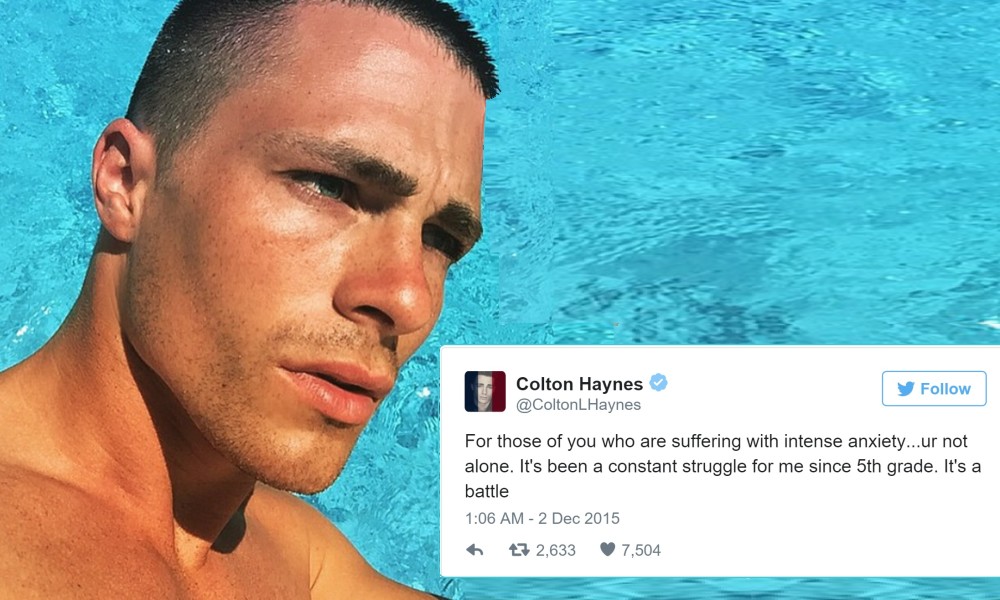 Colton Haynes
@ColtonLHaynes
Follow
For those of you who are suffering with intense anxiety...ur not
alone. It's been a constant struggle for me since 5th grade. It's a
battle
1:06 AM - 2 Dec 2015
2,633 7,504